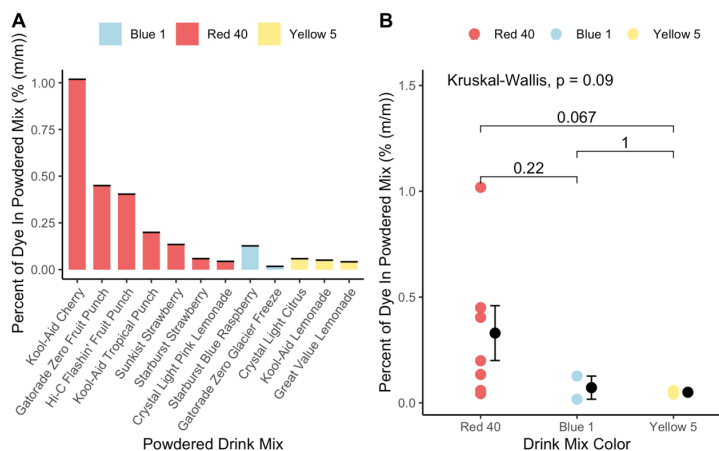 A
Blue 1 Red 40 Yellow 5
Percent of Dye In Powdered Mix (% (m/m))
1.00
0.75
0.50
0.25
0.00
Kool-Aid Cherry
Gatorade Zero Fruit Punch
Hi-C Flashin' Fruit Punch
Kool-Aid Tropical Punch
Sunkist Strawberry
Starburst Strawberry
Crystal Light Pink Lemonade
Starburst Blue Raspberry
Gatorade Zero Glacier Freeze
Crystal Light Citrus
Kool-Aid Lemonade
Great Value Lemonade
Powdered Drink Mix
B
Red 40 Blue 1 Yellow 5
Percent of Dye In Powdered Mix (% (m/m))
1.5
1.0
0.5
0.0
Kruskal-Wallis, p = 0.09
0.067
1
0.22
Red 40 Blue 1 Yellow 5
Drink Mix Color